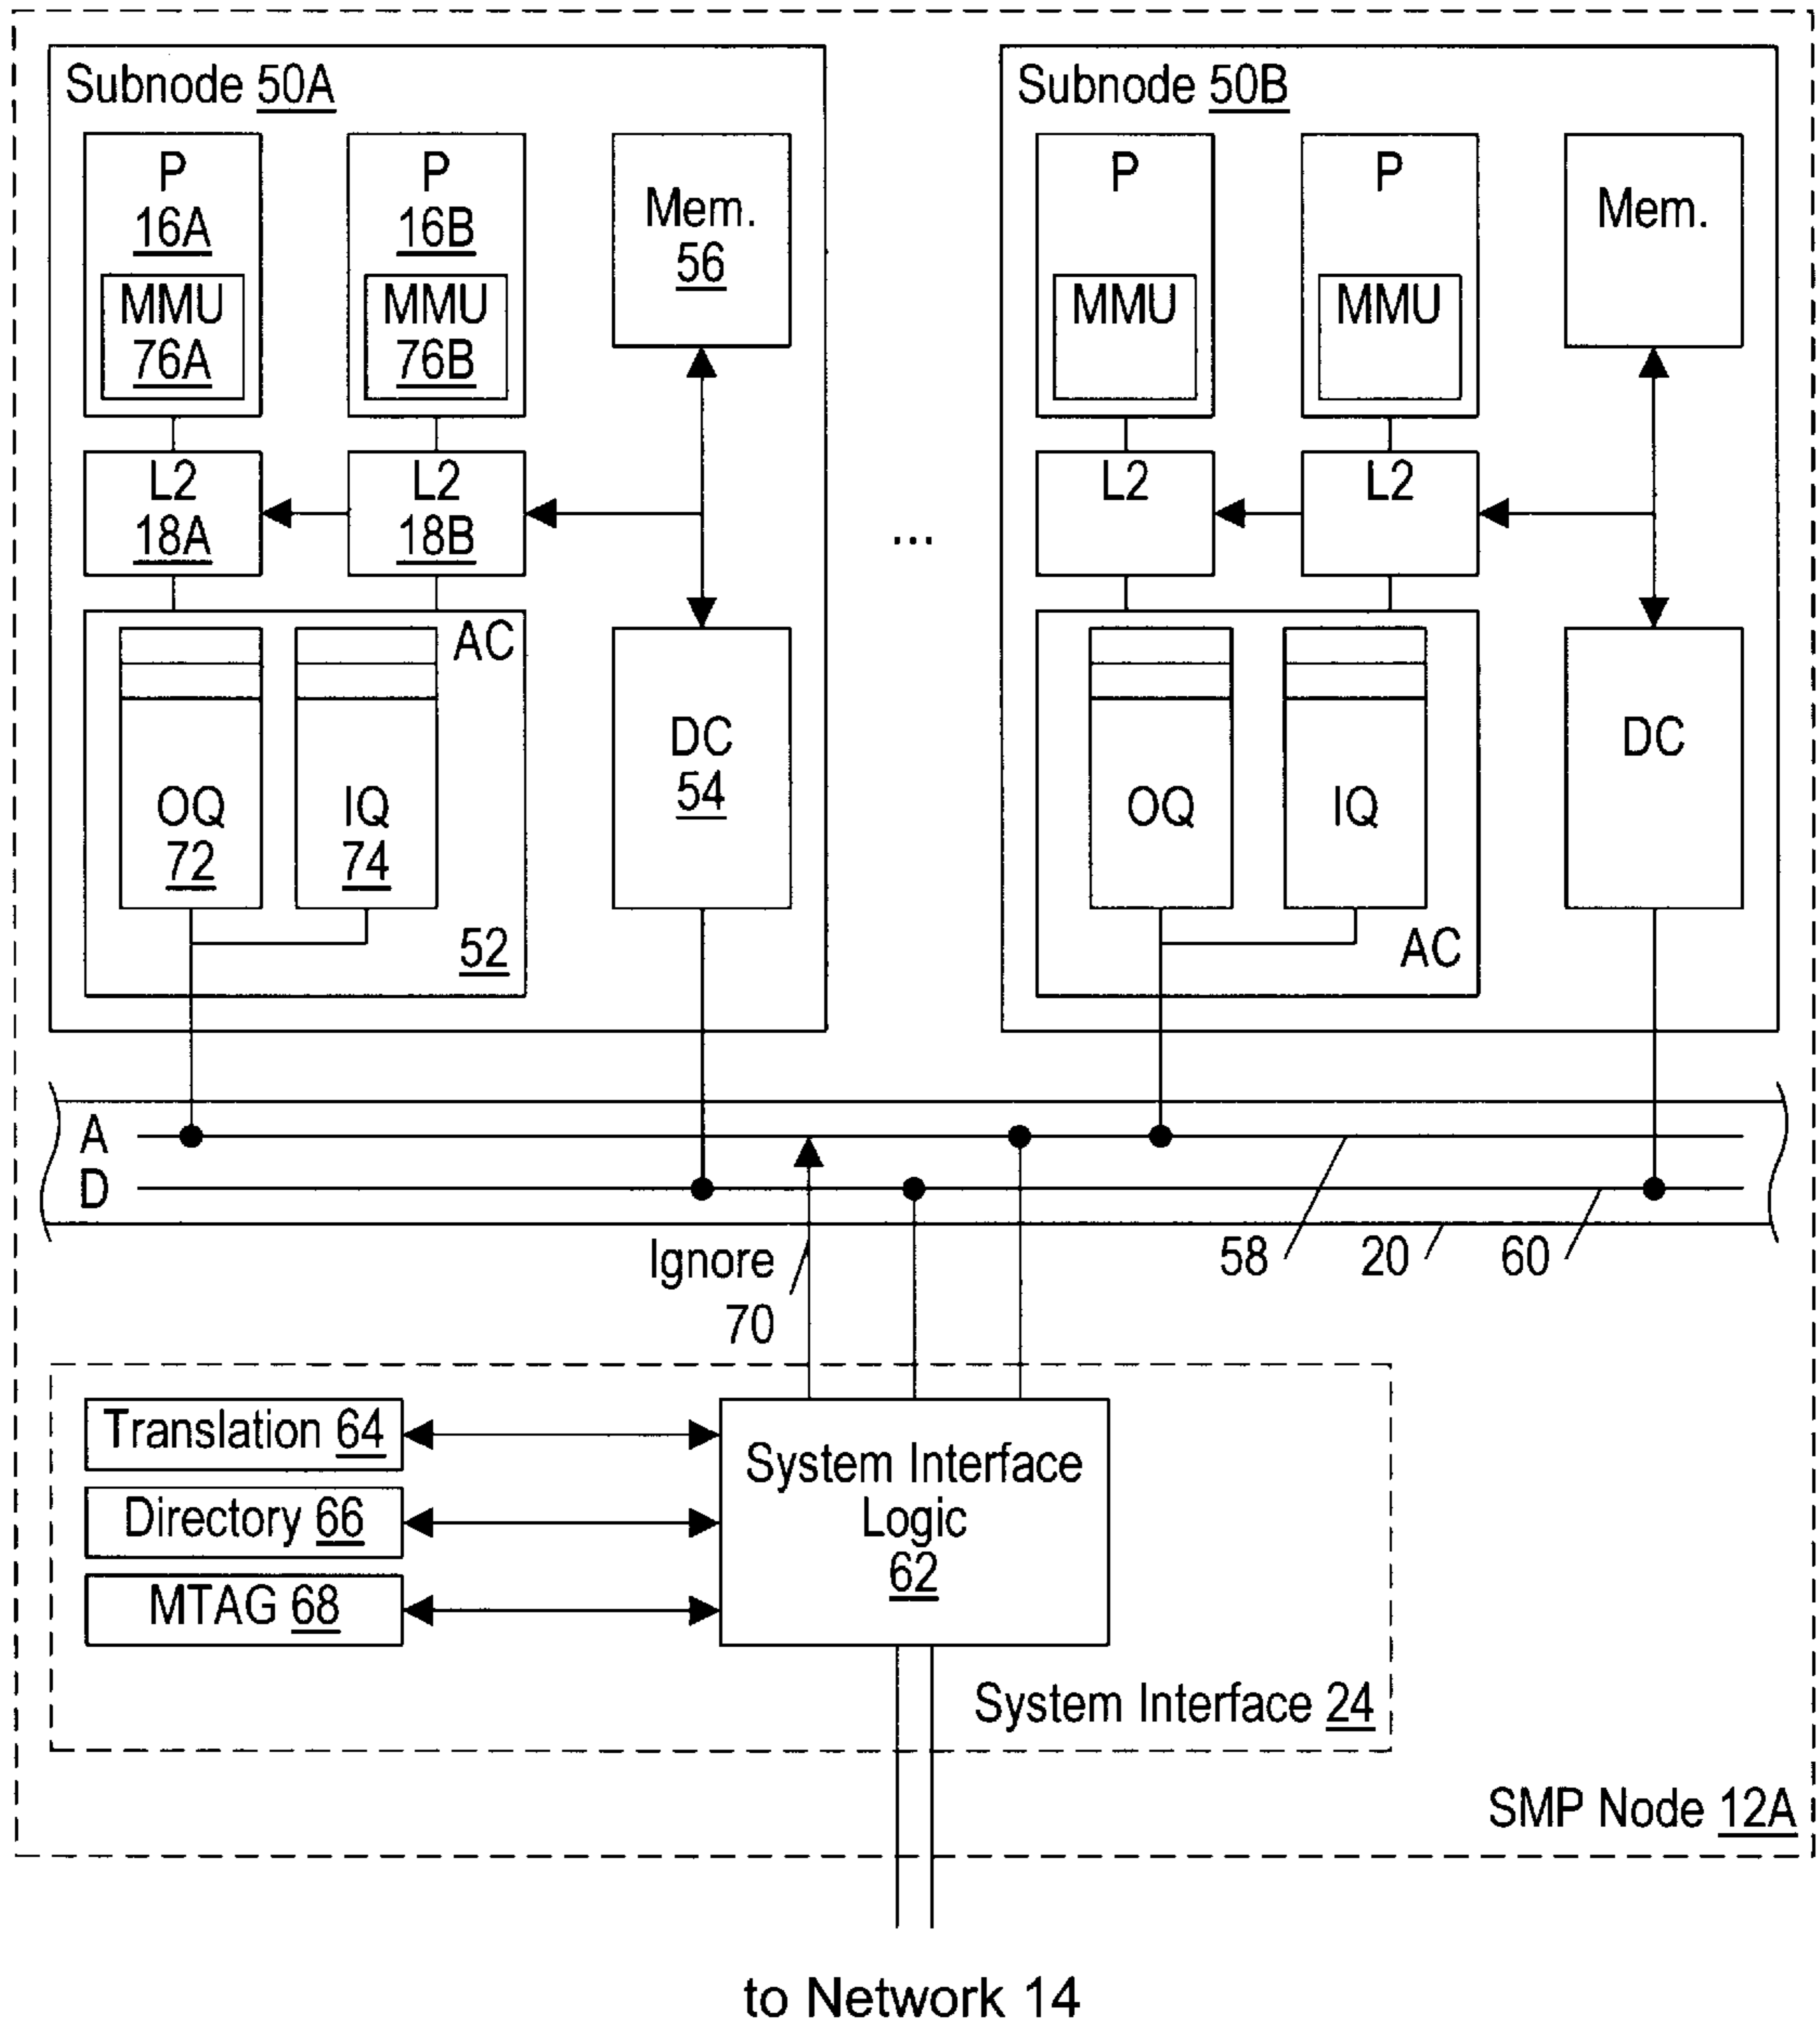 Subnode 50A
P
16A
MMU
76A
P
16B
MMU
76B
Mem.
56
L2
18A
L2
18B
AC
OQ
72
IQ
74
52
DC
54
...
Subnode 50B
P
MMU
P
MMU
Mem.
L2
L2
OQ
IQ
AC
DC
A
D
Ignore
70
58
20
60
Translation 64
Directory 66
MTAG 68
System Interface
Logic
62
System Interface 24
SMP Node 12A
to Network 14